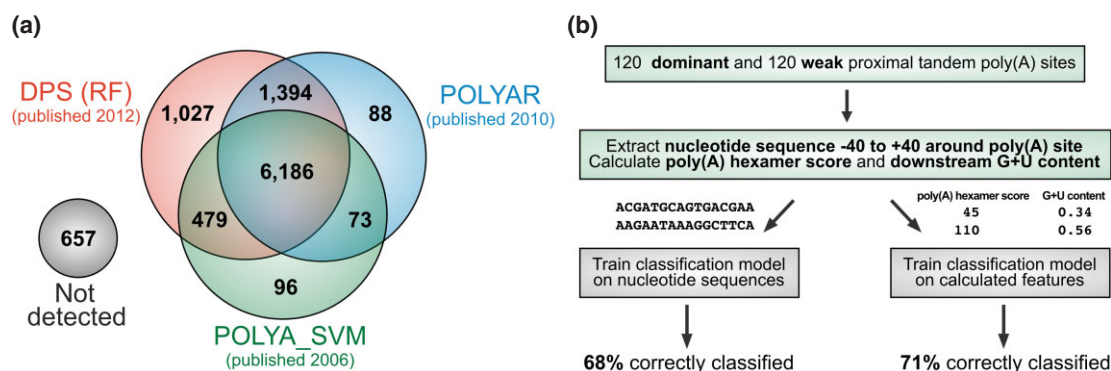 (a)
DPS (RF)
(published 2012)
POLYAR
(published 2010)
1,027
1,394
88
6,186
479
73
96
657
Not
detected
POLYA_SVM
(published 2006)
(b)
120 dominant and 120 weak proximal tandem poly(A) sites
Extract nucleotide sequence -40 to +40 around poly(A) site
Calculate poly(A) hexamer score and downstream G+U content
ACGATGCAGTGACGAA
AAGAATAAAGGCTTCA
poly(A) hexamer score G+U content
45 0.34
110 0.56
Train classification model
on nucleotide sequences
Train classification model
on calculated features
68% correctly classified
71% correctly classified